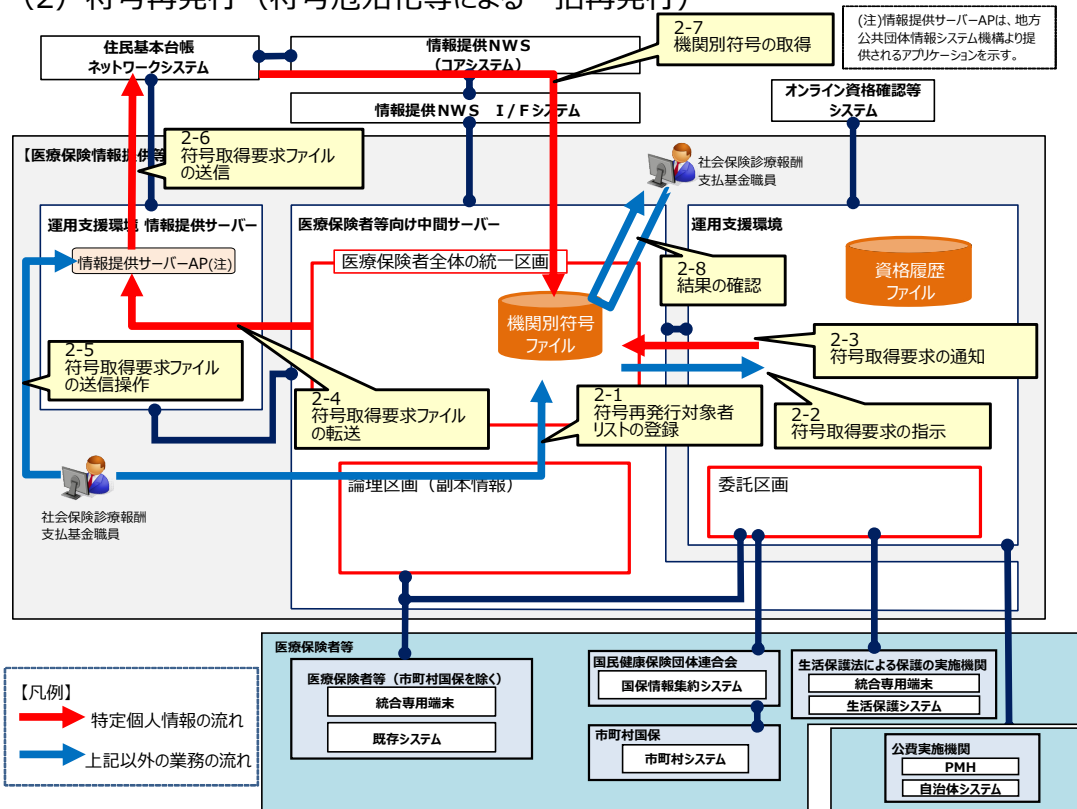 (2) 符号再発行（符号危殆化等による一括再発行）
(注)情報提供サーバーAPは、地方
公共団体情報システム機構より提
供されるアプリケーションを示す。
住民基本台帳
ネットワークシステム
情報提供NWS
（コアシステム）
2-7
機関別符号の取得
情報提供NWS I/Fシステム
オンライン資格確認等
システム
2-6
符号取得要求ファイル
の送信
【医療保険情報提供等
社会保険診療報酬
支払基金職員
運用支援環境 情報提供サーバー
医療保険者等向け中間サーバー
運用支援環境
情報提供サーバーAP(注)
医療保険者全体の統一区画
2-8
結果の確認
資格履歴
ファイル
機関別符号
ファイル
2-3
符号取得要求の通知
2-5
符号取得要求ファイル
の送信操作
2-4
符号取得要求ファイル
の転送
2-1
符号再発行対象者
リストの登録
2-2
符号取得要求の指示
論理区画（副本情報）
委託区画
社会保険診療報酬
支払基金職員
医療保険者等
医療保険者等（市町村国保を除く）
統合専用端末
既存システム
国民健康保険団体連合会
国保情報集約システム
市町村国保
市町村システム
生活保護法による保護の実施機関
統合専用端末
生活保護システム
公費実施機関
PMH
自治体システム
【凡例】
特定個人情報の流れ
上記以外の業務の流れ